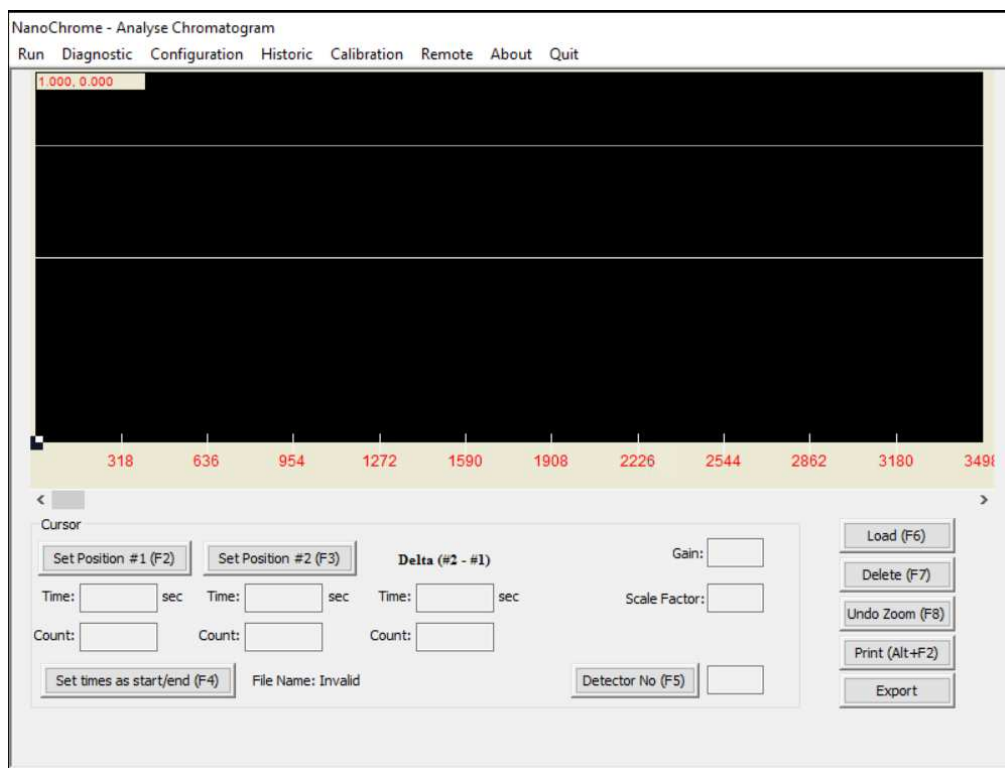 NanoChrome - Analyse Chromatogram
Run Diagnostic Configuration Historic Calibration Remote About Quit
1.000, 0.000
318 636 954 1272 1590 1908 2226 2544 2862 3180 3498
< >
Cursor
Set Position #1 (F2) Set Position #2 (F3) Delta (#2 - #1) Gain:
Time: sec Time: sec Time: sec Scale Factor:
Count: Count: Count:
Set times as start/end (F4) File Name: Invalid Detector No (F5)
Load (F6)
Delete (F7)
Undo Zoom (F8)
Print (Alt+F2)
Export